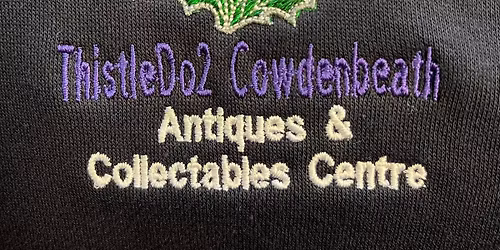 ThistleDo2 Cowdenbeath
Antiques &
Collectables Centre